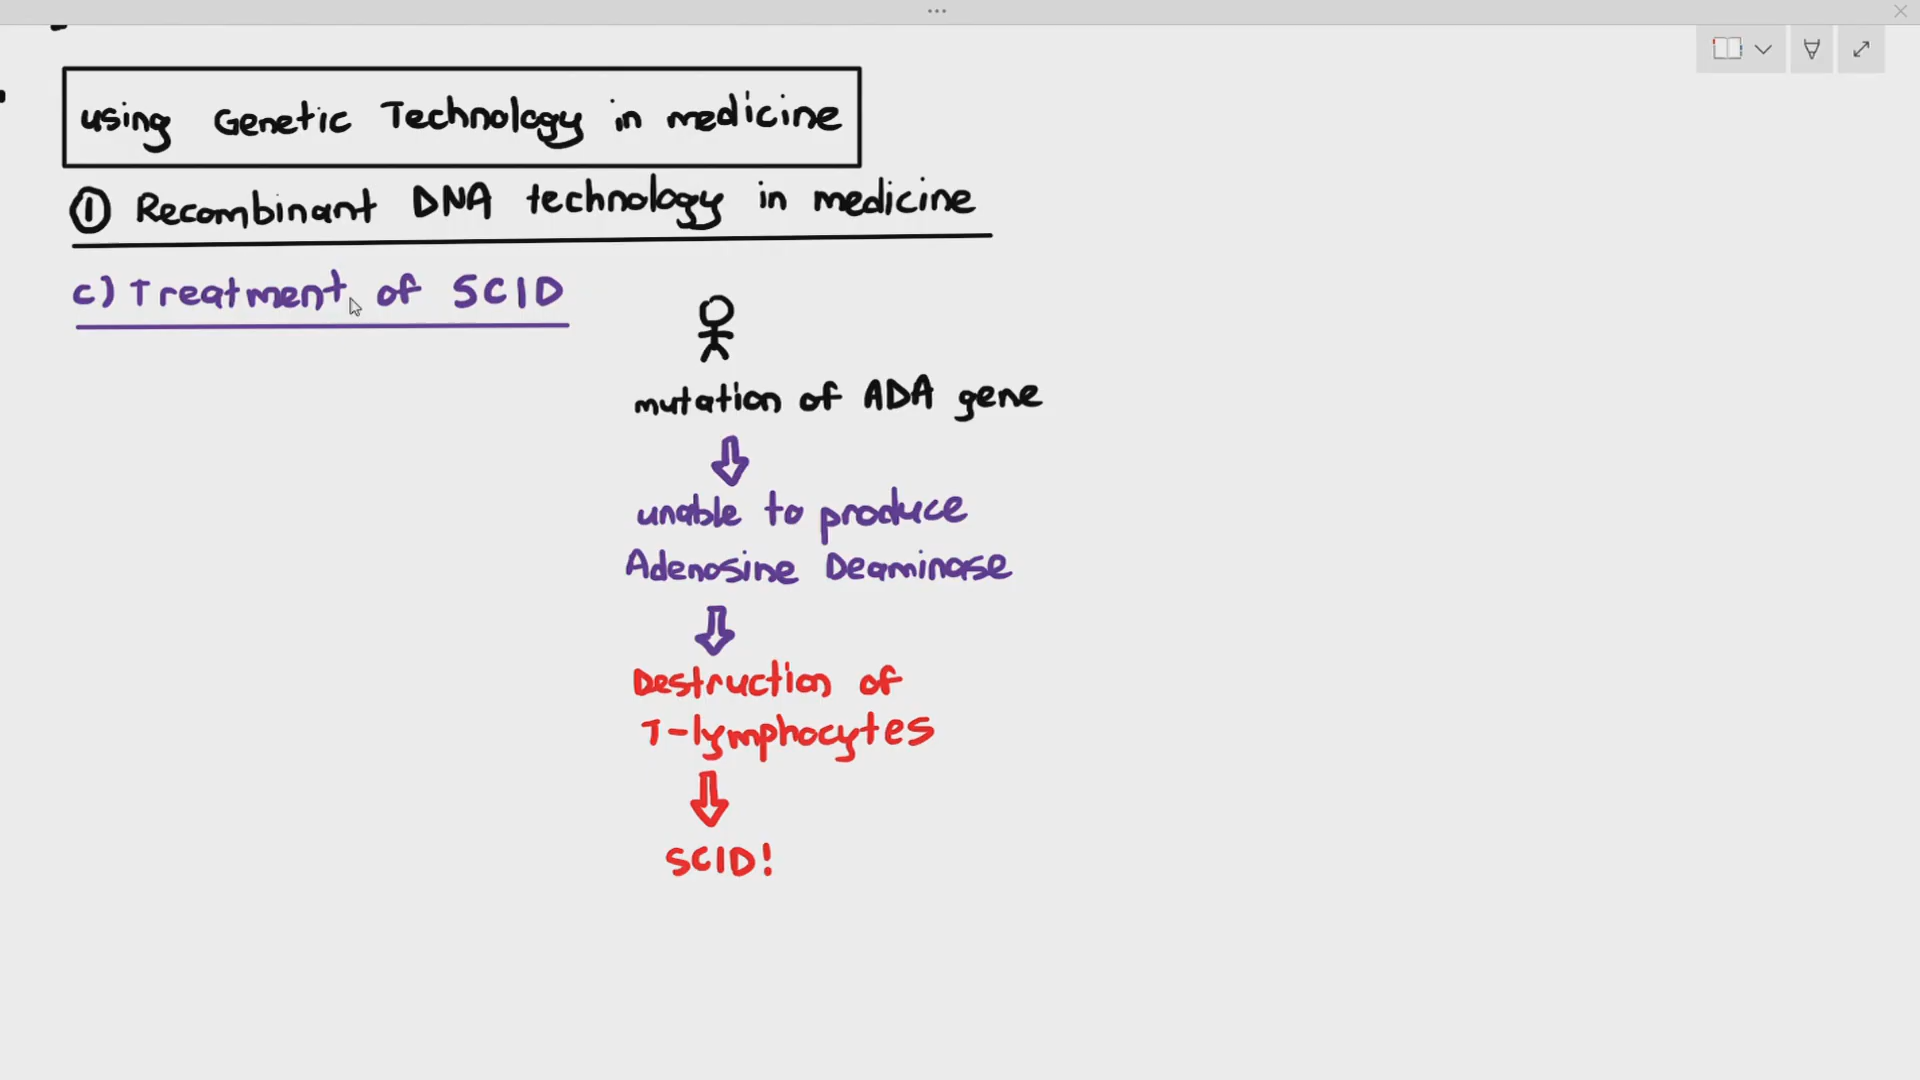 using Genetic Technology in medicine
① Recombinant DNA technology in medicine
c) Treatment of SCID
mutation of ADA gene
unable to produce
Adenosine Deaminase
Destruction of
T-lymphocytes
SCID!